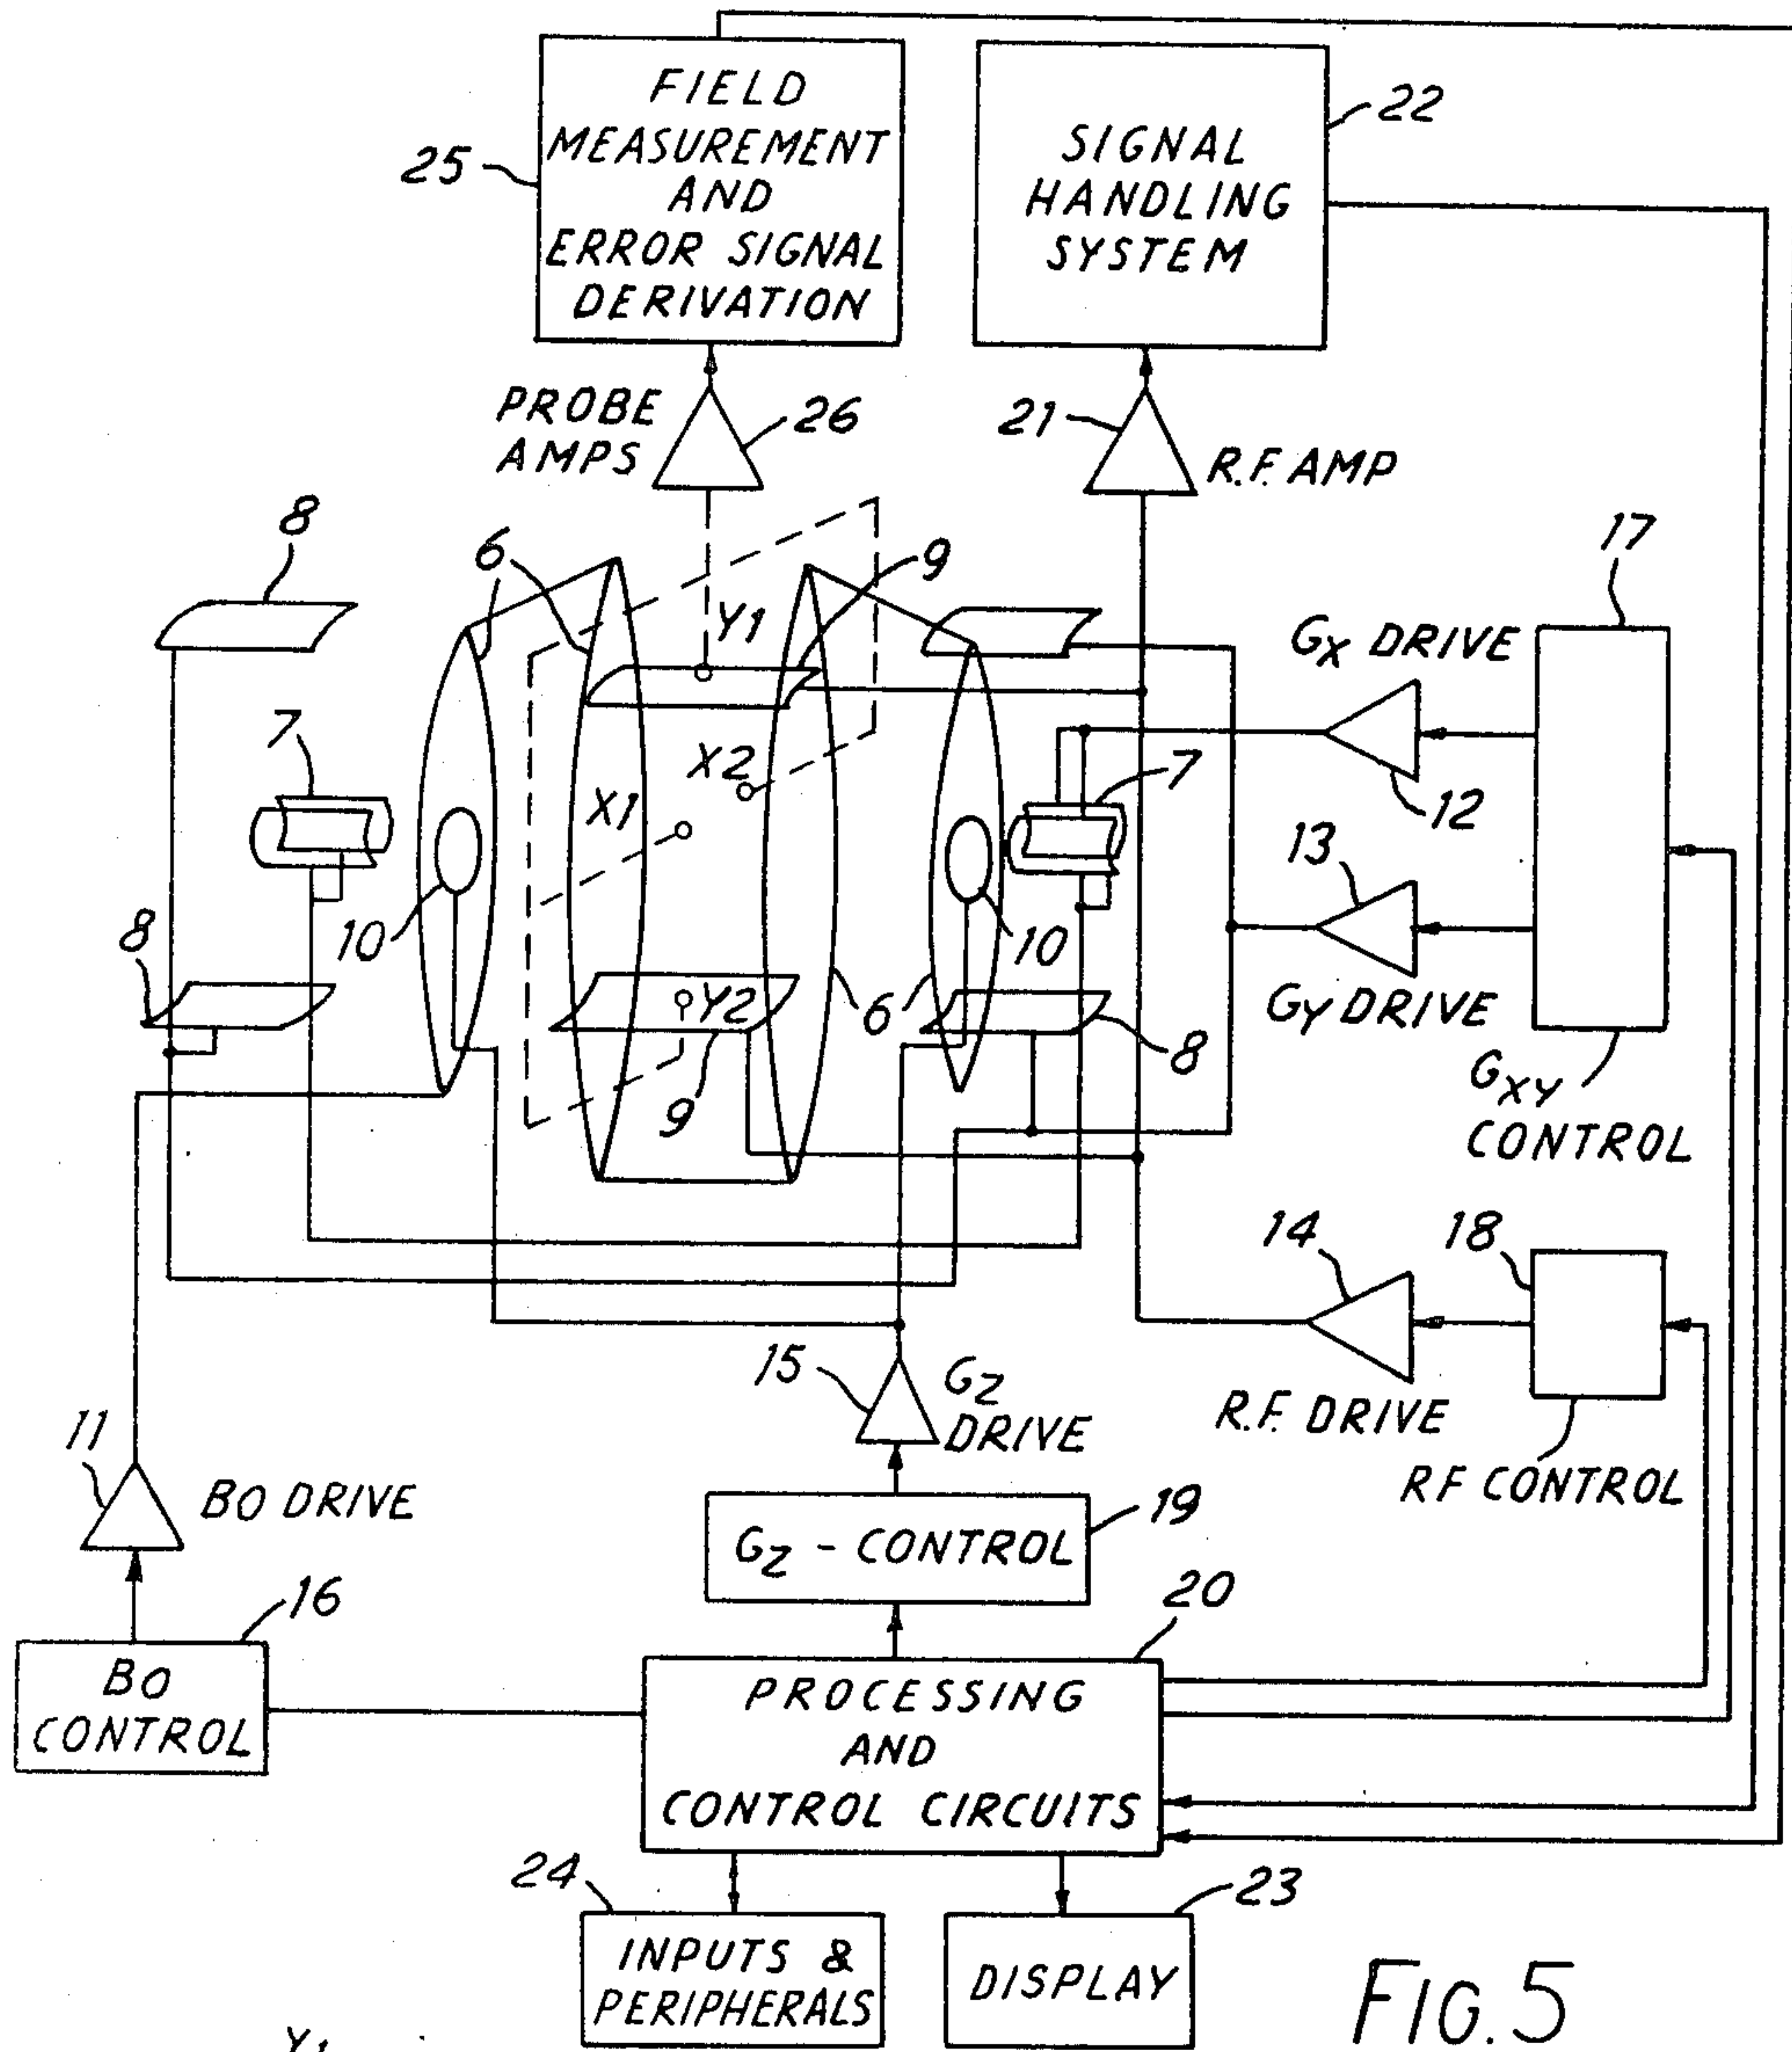 FIELD
MEASUREMENT
AND
ERROR SIGNAL
DERIVATION
25
SIGNAL
HANDLING
SYSTEM
22
PROBE
AMPS
26
21
R.F. AMP
8
6
Y1
9
17
GX DRIVE
7
X2
X1
7
12
13
8
10
10
Y2
6
8
GY DRIVE
9
GXY
CONTROL
14
18
15
GZ
DRIVE
R.F. DRIVE
RF CONTROL
11
BO DRIVE
GZ - CONTROL
19
16
20
BO
CONTROL
PROCESSING
AND
CONTROL CIRCUITS
24
23
INPUTS &
PERIPHERALS
DISPLAY
FIG. 5